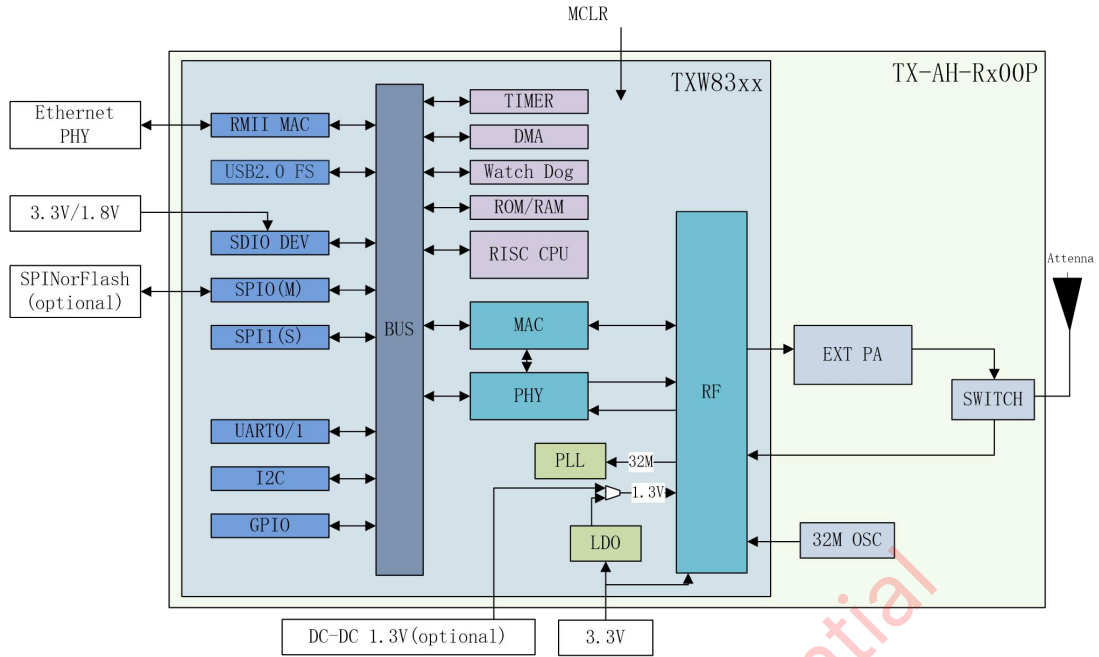 MCLR
TXW83xx
TX-AH-Rx00P
Ethernet
PHY
RMII MAC
USB2.0 FS
3.3V/1.8V
SDIO DEV
SPINorFlash
(optional)
SPI0(M)
SPI1(S)
UART0/1
I2C
GPIO
BUS
TIMER
DMA
Watch Dog
ROM/RAM
RISC CPU
MAC
PHY
PLL
32M
1.3V
LDO
RF
EXT PA
SWITCH
Attenna
32M OSC
DC-DC 1.3V(optional)
3.3V